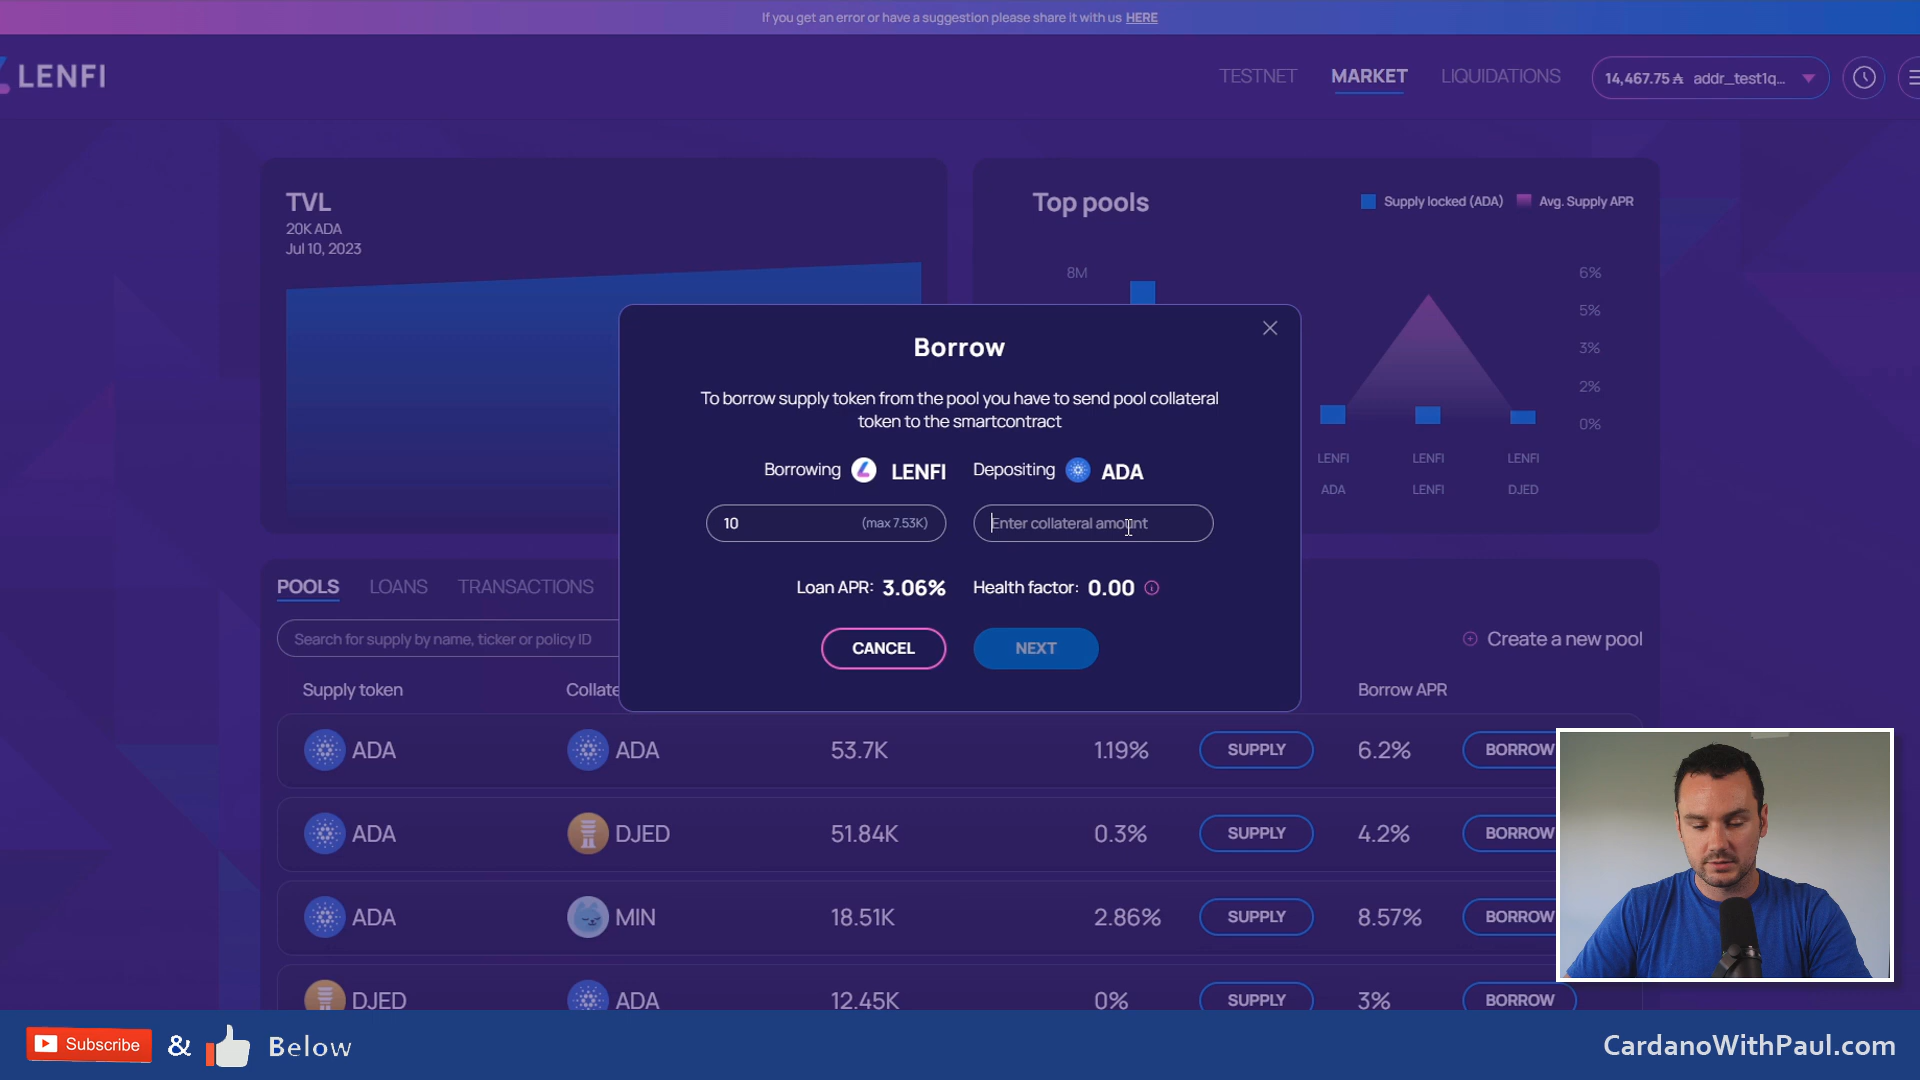 If you get an error or have a suggestion please share it with us HERE
LENFI
TESTNET
MARKET
LIQUIDATIONS
14,467.75 ₳ addr_test1q...
TVL
20K ADA
Jul 10, 2023
Top pools
Supply locked (ADA)
Avg. Supply APR
8M
6%
5%
3%
2%
0%
LENFI
LENFI
LENFI
ADA
LENFI
DJED
Borrow
To borrow supply token from the pool you have to send pool collateral
token to the smartcontract
Borrowing LENFI
Depositing ADA
10 (max 7.53K)
Enter collateral amount
Loan APR: 3.06%
Health factor: 0.00
CANCEL
NEXT
POOLS
LOANS
TRANSACTIONS
Search for supply by name, ticker or policy ID
Create a new pool
Supply token
Collate
Borrow APR
ADA ADA 53.7K 1.19% SUPPLY 6.2% BORROW
ADA DJED 51.84K 0.3% SUPPLY 4.2% BORROW
ADA MIN 18.51K 2.86% SUPPLY 8.57% BORROW
DJED ADA 12.45K 0% SUPPLY 3% BORROW
Subscribe & Below
CardanoWithPaul.com